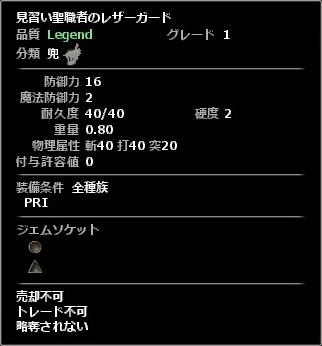 見習い聖職者のレザーガード
品質 Legend グレード 1
分類 兜
防御力 16
魔法防御力 2
耐久度 40/40 硬度 2
重量 0.80
物理属性 斬40 打40 突20
付与許容値 0
装備条件 全種族
PRI
ジェムソケット
売却不可
トレード不可
略奪されない